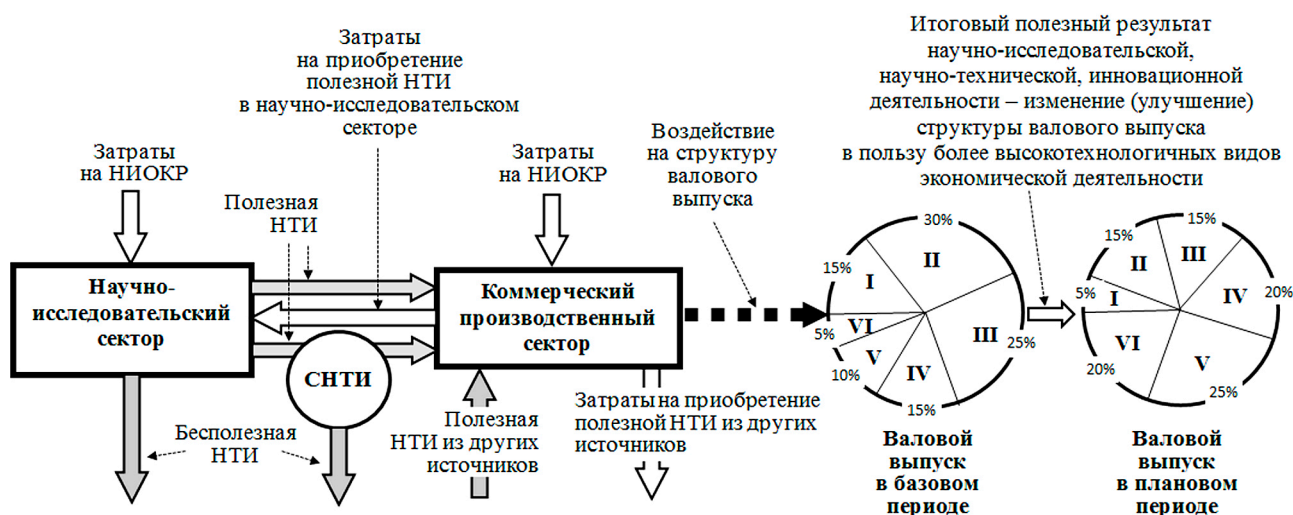 Затраты
на приобретение
полезной НТИ
в научно-исследовательском
секторе
Итоговый полезный результат
научно-исследовательской,
научно-технической, инновационной
деятельности – изменение (улучшение)
структуры валового выпуска
в пользу более высокотехнологичных видов
экономической деятельности
Затраты
на НИОКР
Затраты
на НИОКР
Воздействие
на структуру
валового
выпуска
Полезная
НТИ
Научно-
исследовательский
сектор
Коммерческий
производственный
сектор
СНТИ
Бесполезная
НТИ
Полезная
НТИ из других
источников
Затраты на приобретение
полезной НТИ из других
источников
30%
15%
I
II
III
25%
5%
VI
V
10%
IV
15%
Валовой
выпуск
в базовом
периоде
15%
15%
II
III
5%
I
IV
20%
VI
20%
V
25%
Валовой
выпуск
в плановом
периоде